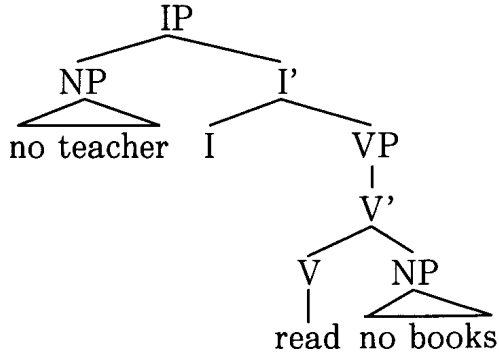 IP
NP I'
no teacher I VP
V'
V NP
read no books